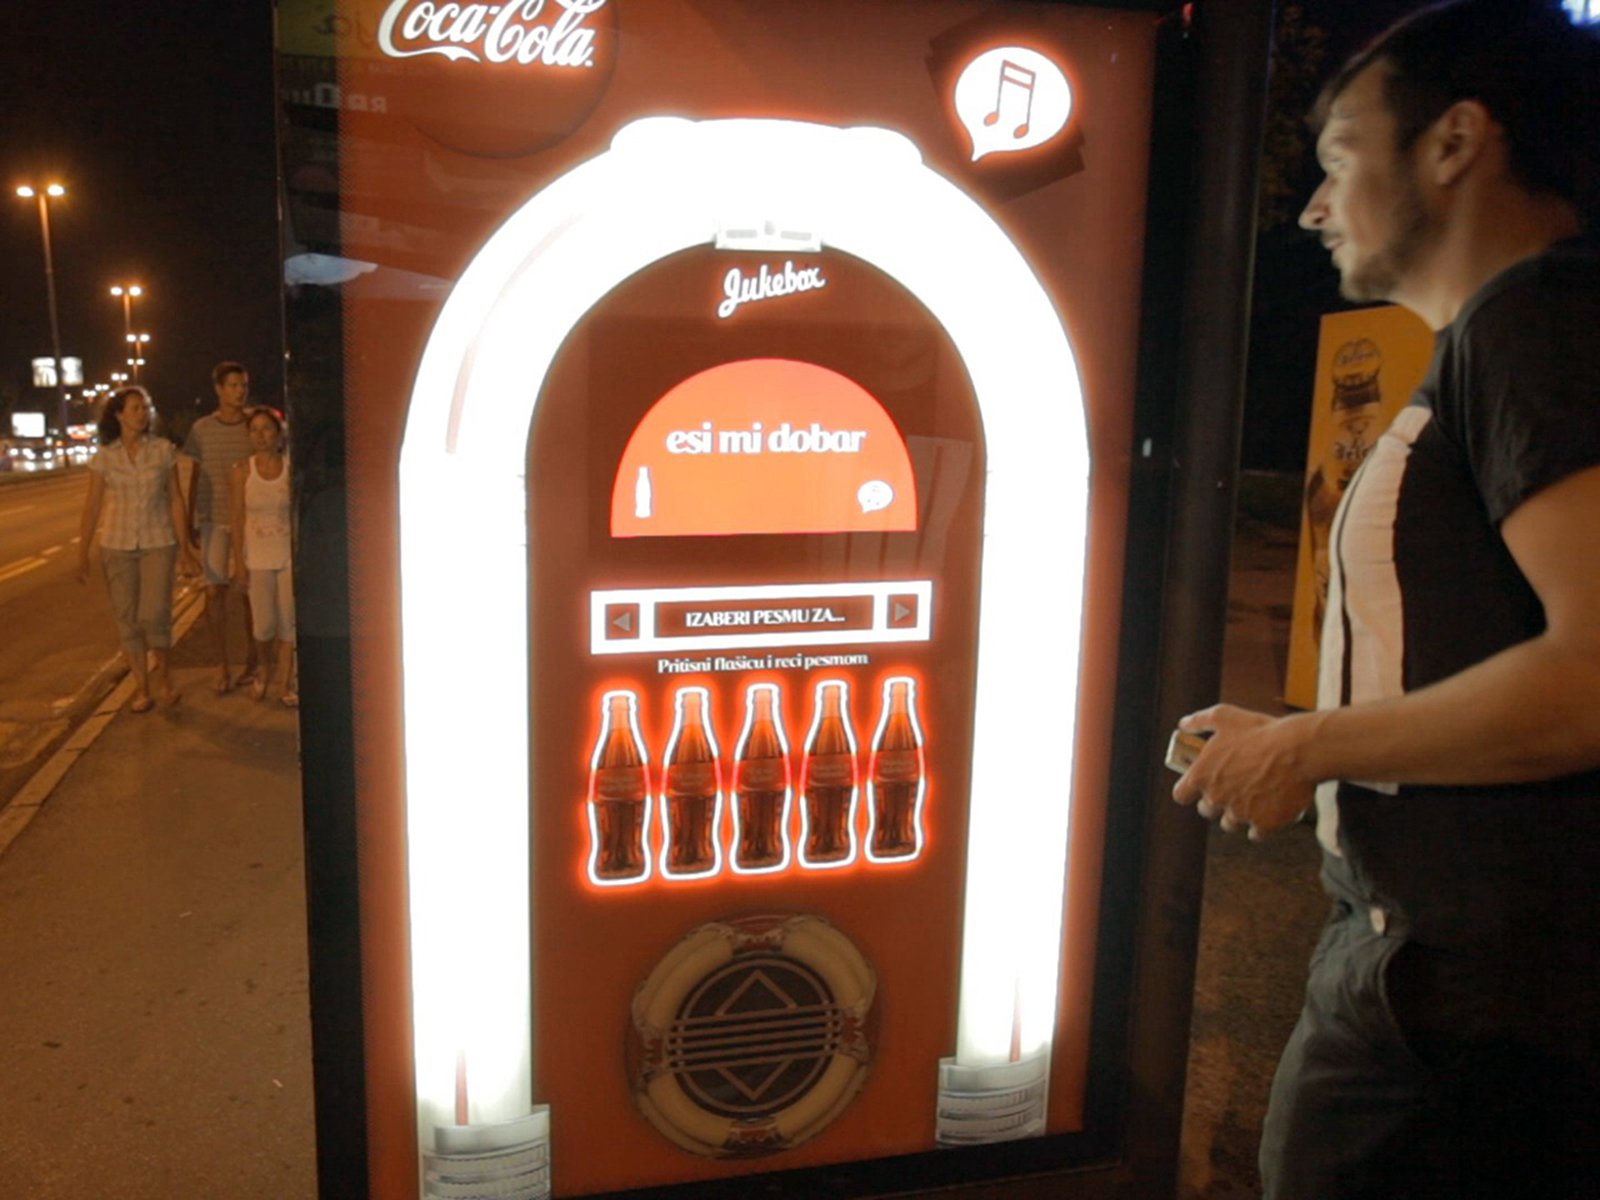 Coca-Cola
Jukebox
esi mi dobar
IZABERI PESMU ZA...
Pritisni flašicu i reci pesmom